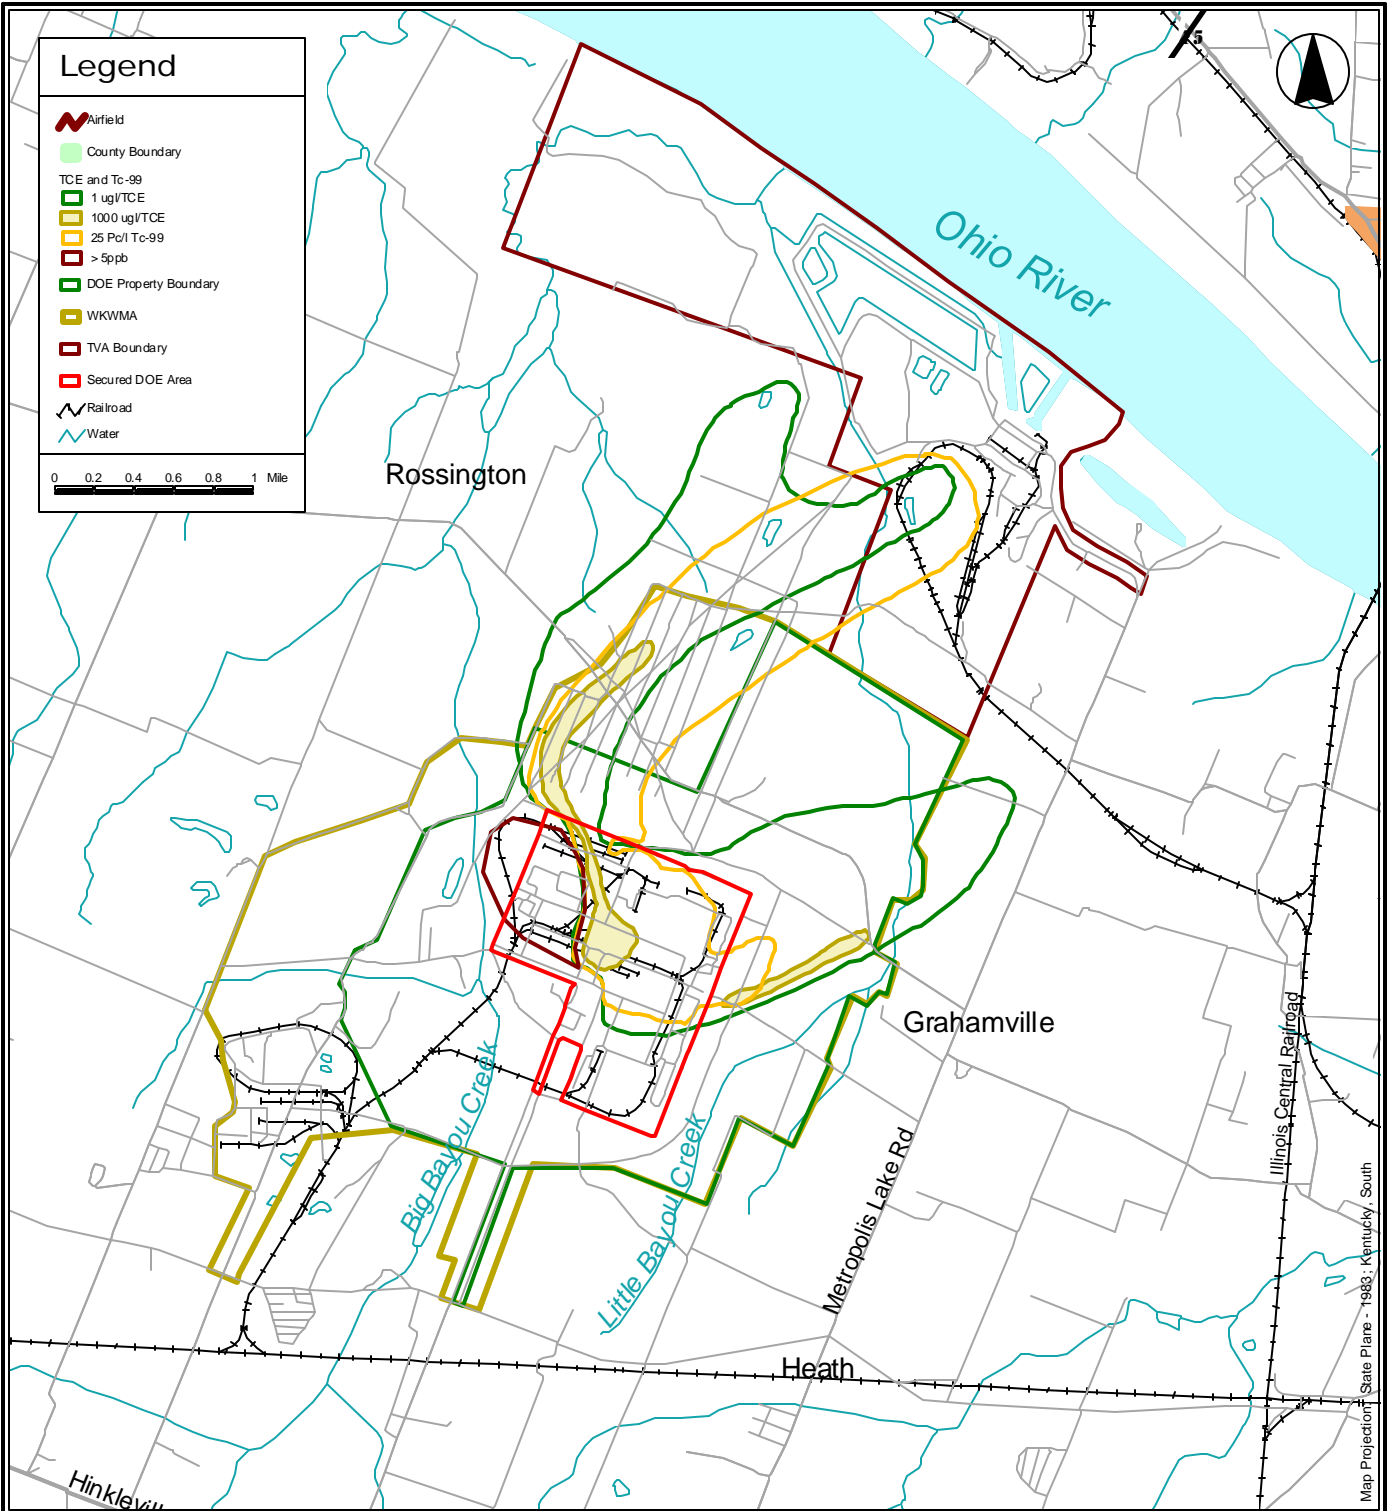 Legend
Airfield
County Boundary
TCE and Tc-99
1 ugl/TCE
1000 ugl/TCE
25 Pc/l Tc-99
> 5ppb
DOE Property Boundary
WKWMA
TVA Boundary
Secured DOE Area
Railroad
Water
0 0.2 0.4 0.6 0.8 1 Mile
Ohio River
Rossington
Grahamville
Big Bayou Creek
Little Bayou Creek
Metropolis Lake Rd
Illinois Central Railroad
Heath
Map Projection: State Plane - 1983; Kentucky, South